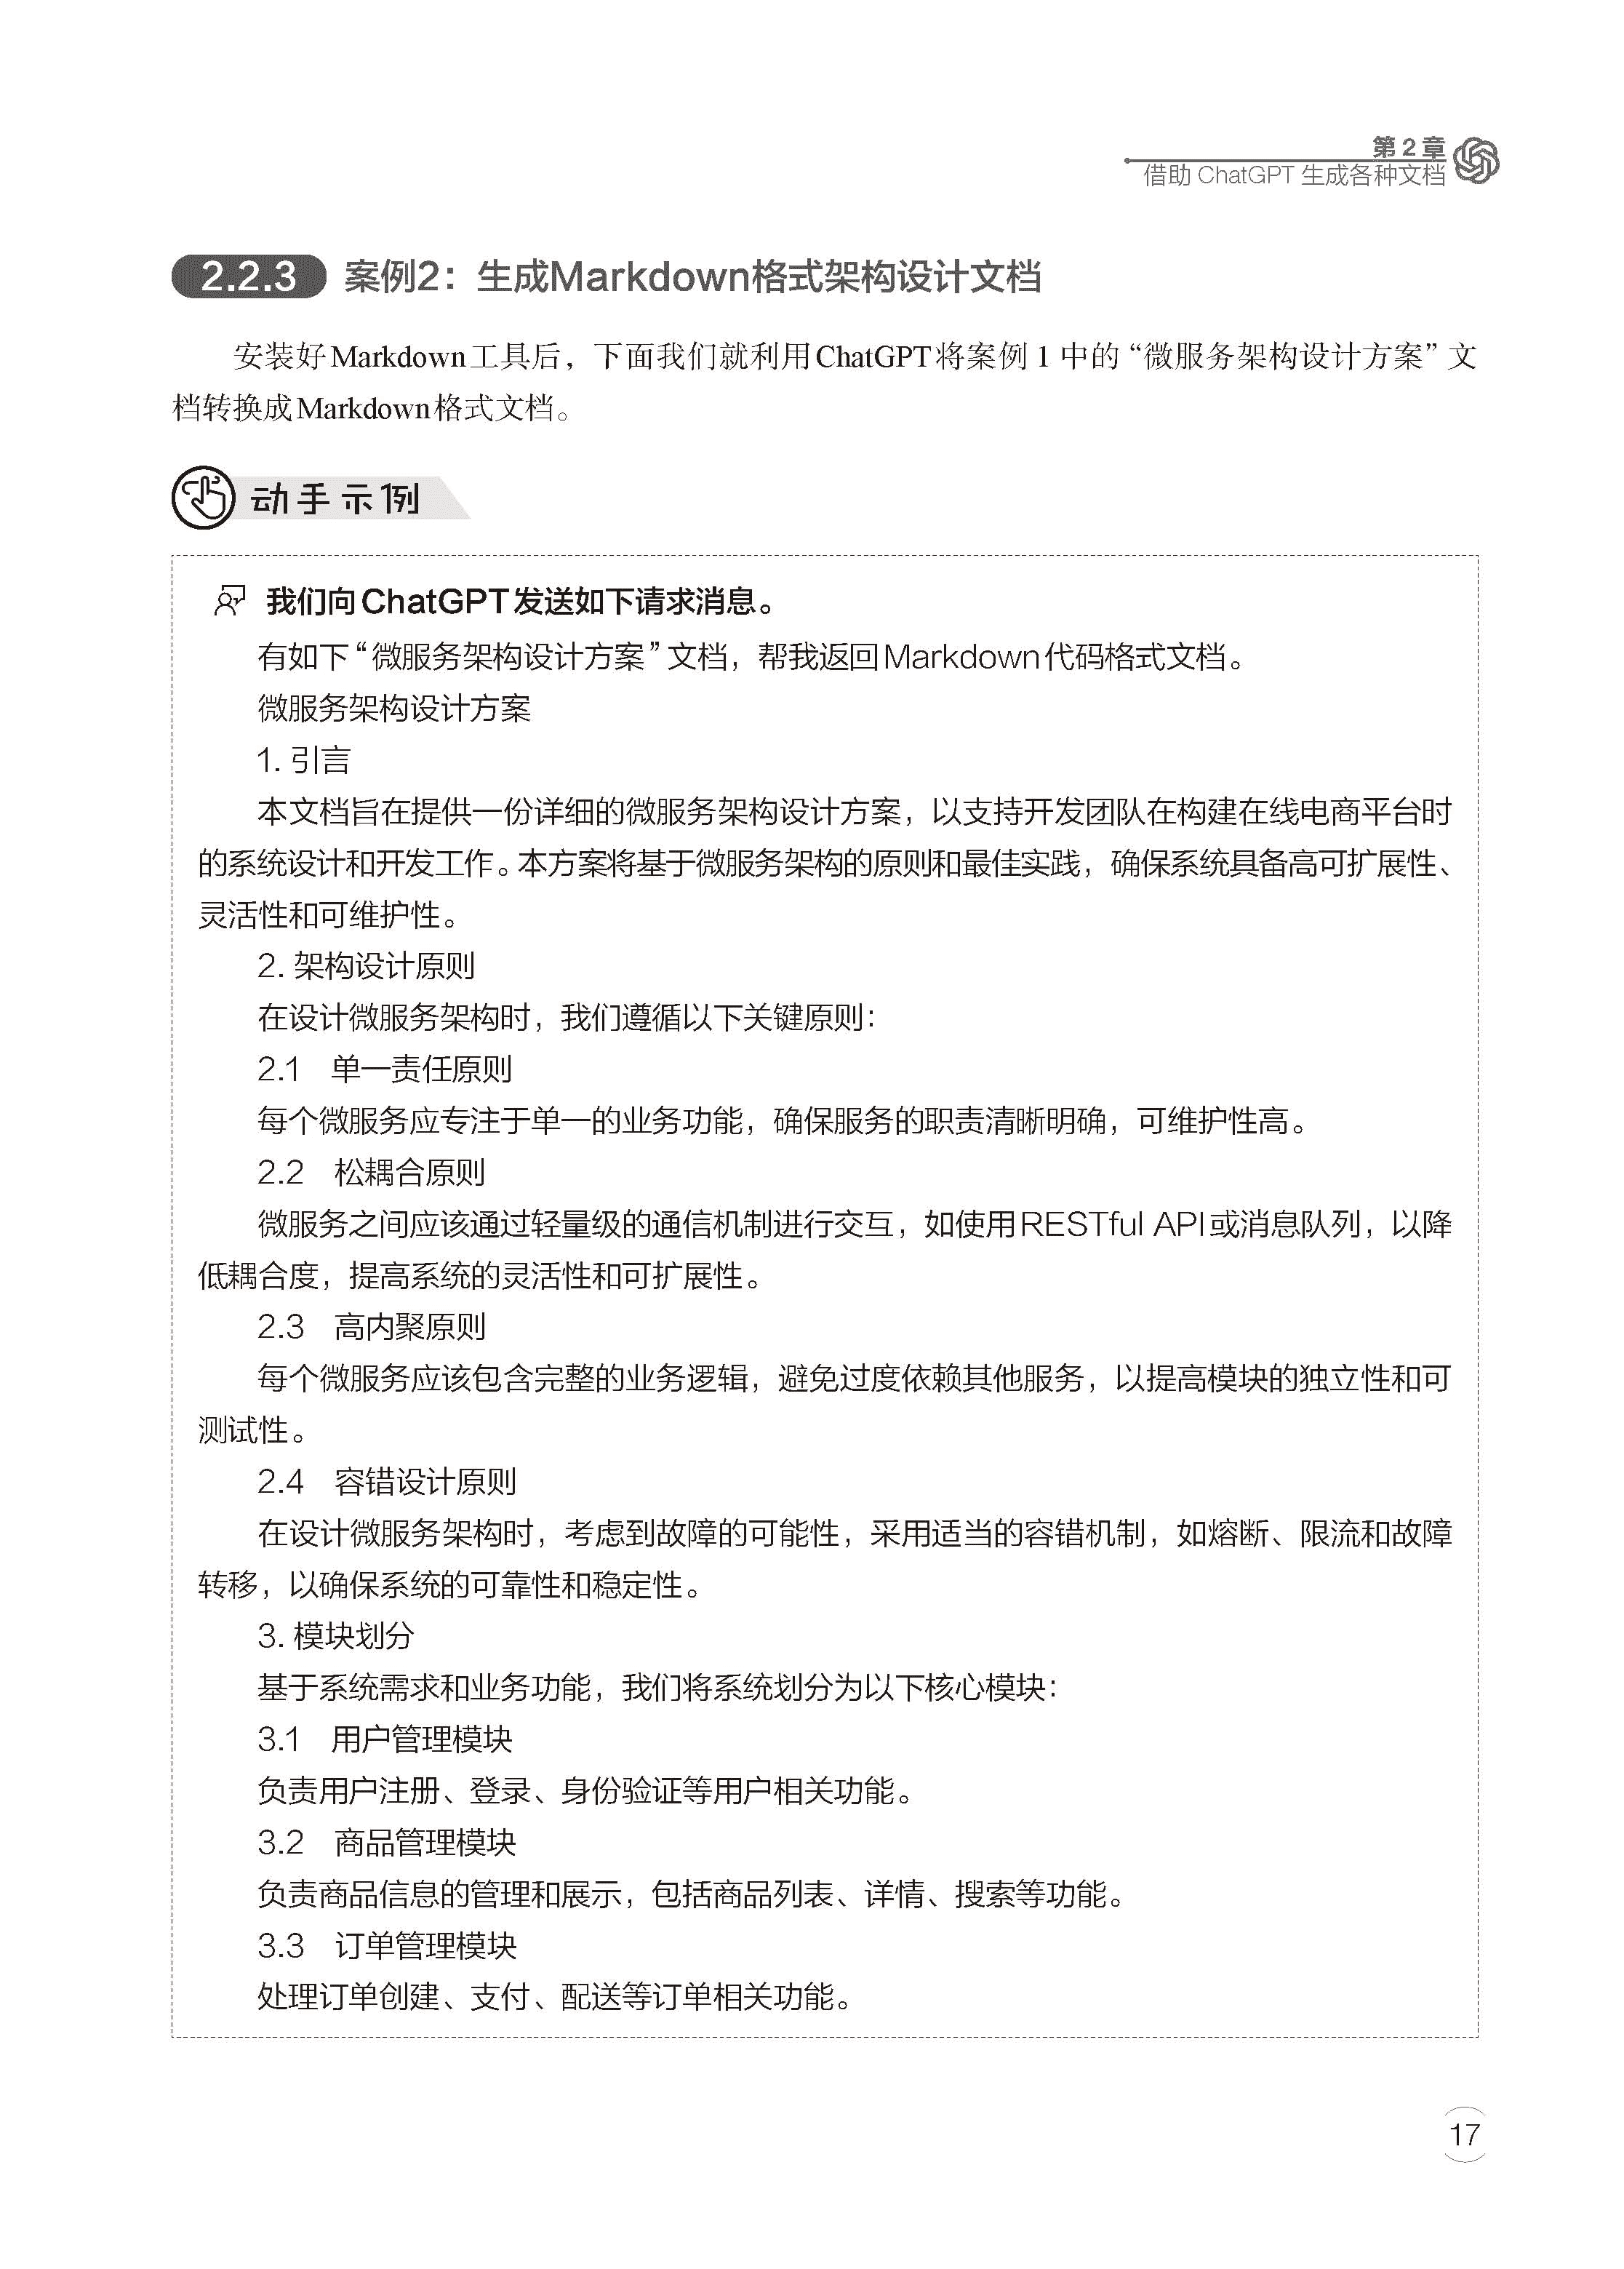 第 2 章
借助 ChatGPT 生成各种文档
2.2.3 案例2：生成Markdown格式架构设计文档
安装好Markdown工具后，下面我们就利用ChatGPT将案例 1 中的“微服务架构设计方案”文
档转换成Markdown格式文档。
动手示例
我们向ChatGPT发送如下请求消息。
有如下“微服务架构设计方案”文档，帮我返回Markdown代码格式文档。
微服务架构设计方案
1. 引言
本文档旨在提供一份详细的微服务架构设计方案，以支持开发团队在构建在线电商平台时
的系统设计和开发工作。本方案将基于微服务架构的原则和最佳实践，确保系统具备高可扩展性、
灵活性和可维护性。
2. 架构设计原则
在设计微服务架构时，我们遵循以下关键原则：
2.1 单一责任原则
每个微服务应专注于单一的业务功能，确保服务的职责清晰明确，可维护性高。
2.2 松耦合原则
微服务之间应该通过轻量级的通信机制进行交互，如使用RESTful API或消息队列，以降
低耦合度，提高系统的灵活性和可扩展性。
2.3 高内聚原则
每个微服务应该包含完整的业务逻辑，避免过度依赖其他服务，以提高模块的独立性和可
测试性。
2.4 容错设计原则
在设计微服务架构时，考虑到故障的可能性，采用适当的容错机制，如熔断、限流和故障
转移，以确保系统的可靠性和稳定性。
3. 模块划分
基于系统需求和业务功能，我们将系统划分为以下核心模块：
3.1 用户管理模块
负责用户注册、登录、身份验证等用户相关功能。
3.2 商品管理模块
负责商品信息的管理和展示，包括商品列表、详情、搜索等功能。
3.3 订单管理模块
处理订单创建、支付、配送等订单相关功能。
17